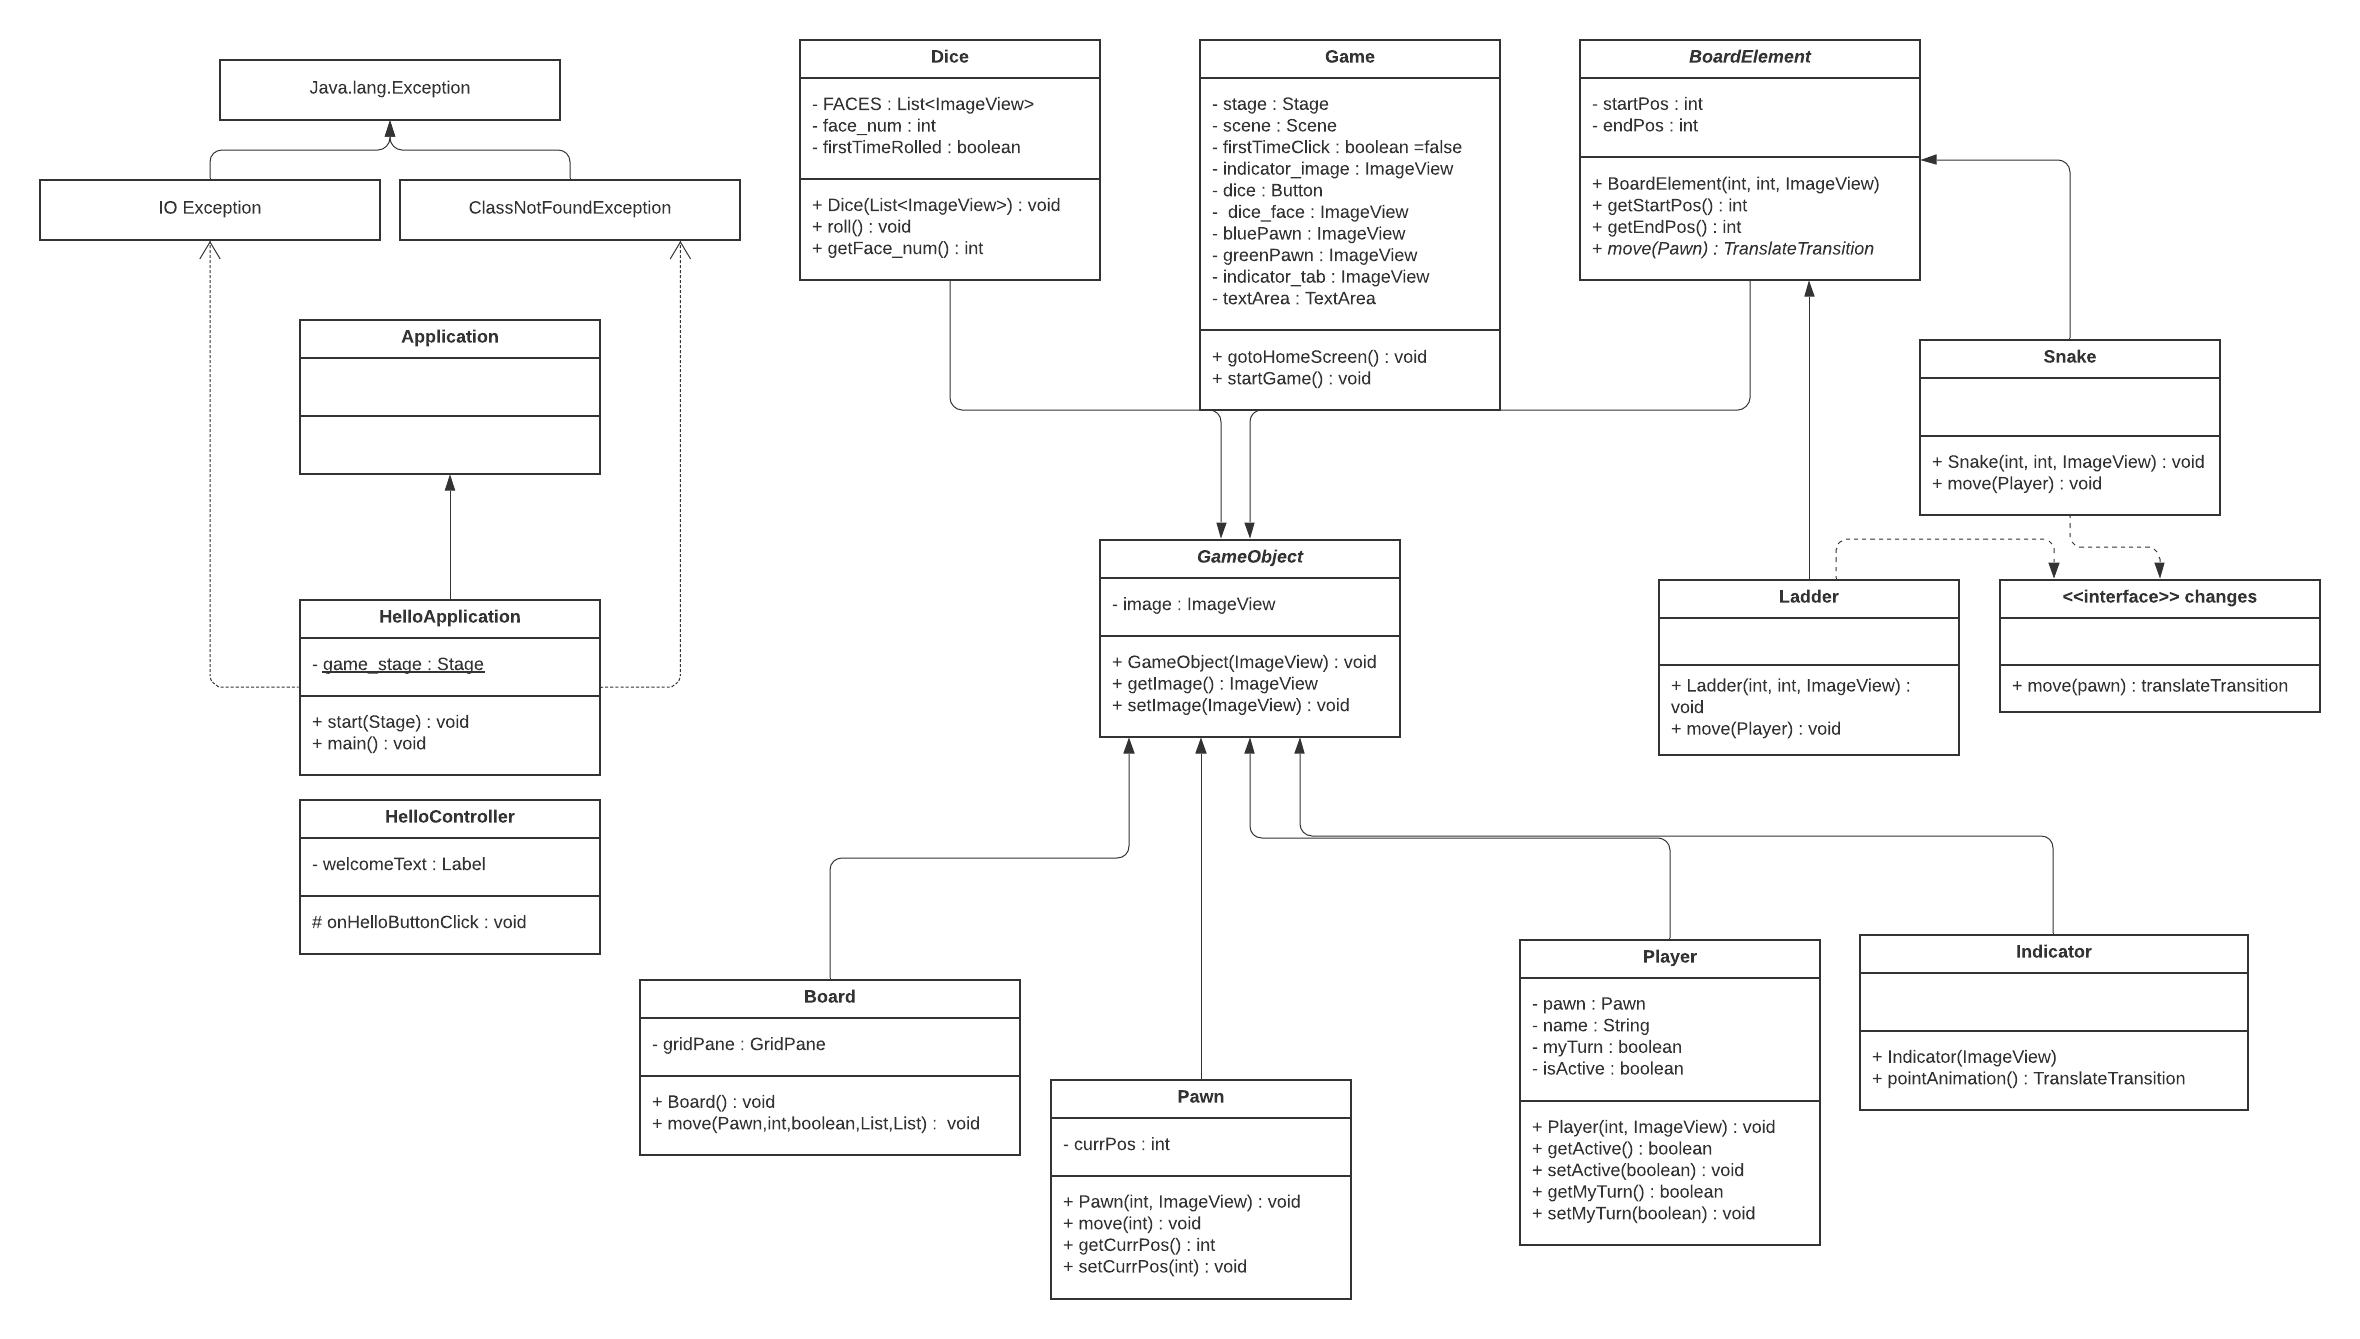 Java.lang.Exception
IO Exception
ClassNotFoundException
Application
HelloApplication
- game_stage : Stage
+ start(Stage) : void
+ main() : void
HelloController
- welcomeText : Label
# onHelloButtonClick : void
Dice
- FACES : List<ImageView>
- face_num : int
- firstTimeRolled : boolean
+ Dice(List<ImageView>) : void
+ roll() : void
+ getFace_num() : int
Game
- stage : Stage
- scene : Scene
- firstTimeClick : boolean =false
- indicator_image : ImageView
- dice : Button
-  dice_face : ImageView
- bluePawn : ImageView
- greenPawn : ImageView
- indicator_tab : ImageView
- textArea : TextArea
+ gotoHomeScreen() : void
+ startGame() : void
BoardElement
- startPos : int
- endPos : int
+ BoardElement(int, int, ImageView)
+ getStartPos() : int
+ getEndPos() : int
+ move(Pawn) : TranslateTransition
Snake
+ Snake(int, int, ImageView) : void
+ move(Player) : void
GameObject
- image : ImageView
+ GameObject(ImageView) : void
+ getImage() : ImageView
+ setImage(ImageView) : void
Ladder
+ Ladder(int, int, ImageView) :
void
+ move(Player) : void
<<interface>> changes
+ move(pawn) : translateTransition
Board
- gridPane : GridPane
+ Board() : void
+ move(Pawn,int,boolean,List,List) :  void
Pawn
- currPos : int
+ Pawn(int, ImageView) : void
+ move(int) : void
+ getCurrPos() : int
+ setCurrPos(int) : void
Player
- pawn : Pawn
- name : String
- myTurn : boolean
- isActive : boolean
+ Player(int, ImageView) : void
+ getActive() : boolean
+ setActive(boolean) : void
+ getMyTurn() : boolean
+ setMyTurn(boolean) : void
Indicator
+ Indicator(ImageView)
+ pointAnimation() : TranslateTransition